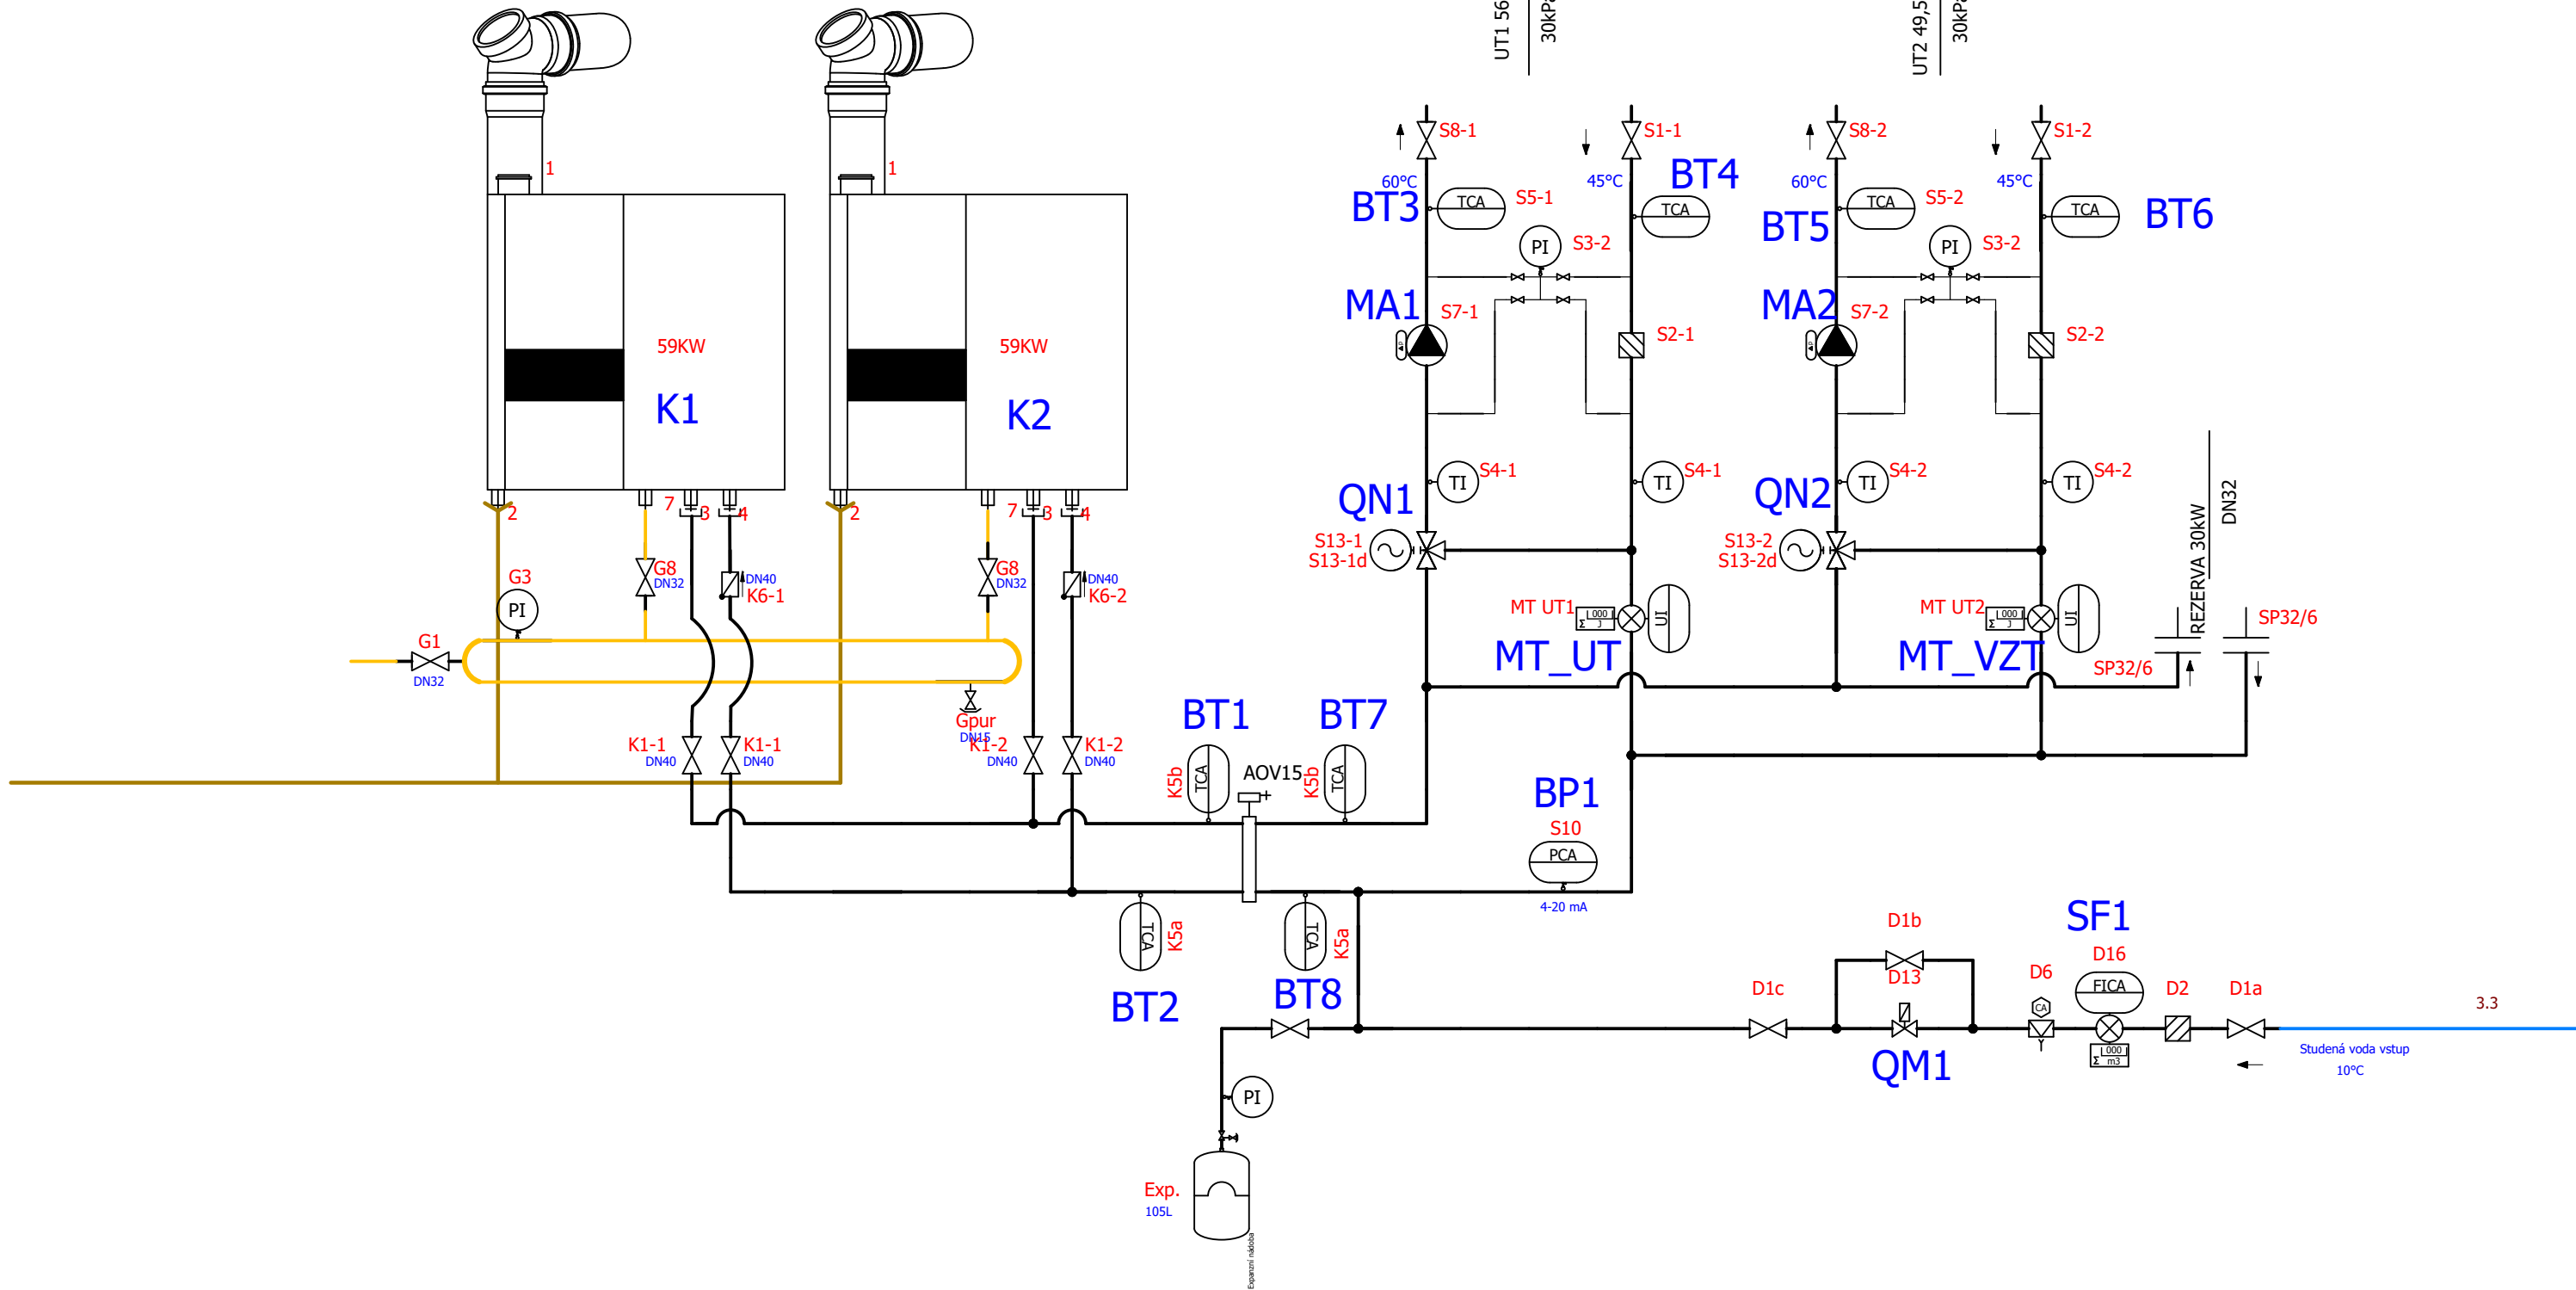 UT1 56
30kPa
UT2 49,5
30kPa
S8-1
S1-1
S8-2
S1-2
1
1
60°C
45°C
BT4
60°C
45°C
BT3
TCA
S5-1
TCA
BT5
TCA
S5-2
TCA
BT6
PI
S3-2
PI
S3-2
MA1
S7-1
MA2
S7-2
S2-1
S2-2
59KW
59KW
K1
K2
TI
S4-1
TI
S4-1
TI
S4-2
TI
S4-2
QN1
QN2
REZERVA 30kW
DN32
2
7
3
4
2
7
3
4
S13-1
S13-1d
S13-2
S13-2d
G3
PI
G8
DN32
DN40
K6-1
G8
DN32
DN40
K6-2
MT UT1
000
Σ J
UI
MT UT2
000
Σ J
UI
SP32/6
G1
DN32
MT_UT
MT_VZT
SP32/6
Gpur
DN15
BT1
BT7
K1-1
DN40
K1-1
DN40
K1-2
DN40
K1-2
DN40
K5b
TCA
AOV15
K5b
TCA
BP1
S10
PCA
4-20 mA
TCA
K5a
TCA
K5a
BT2
BT8
D1b
D13
SF1
D16
FICA
D6
CA
D2
D1a
D1c
QM1
000
Σ m3
3.3
Studená voda vstup
10°C
PI
Exp.
105L
Expanzní nádoba